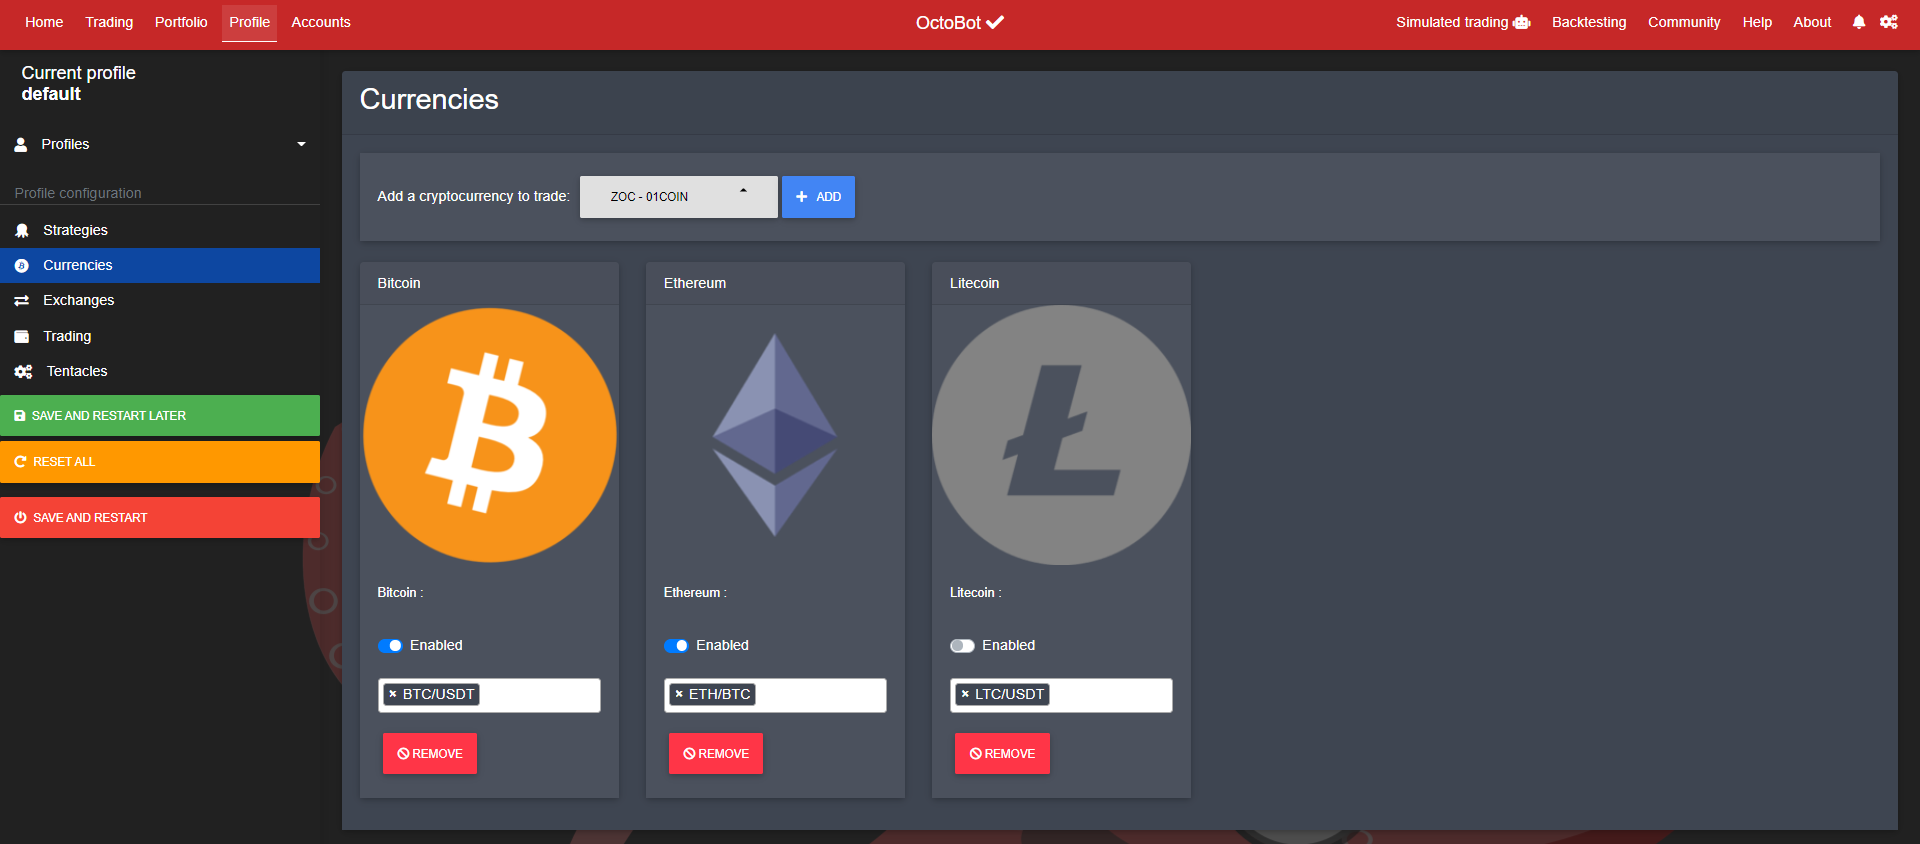 Home Trading Portfolio Profile Accounts OctoBot Simulated trading Backtesting Community Help About
Current profile
default
Profiles
Profile configuration
Strategies
Currencies
Exchanges
Trading
Tentacles
SAVE AND RESTART LATER
RESET ALL
SAVE AND RESTART
Currencies
Add a cryptocurrency to trade: ZOC - 01COIN ADD
Bitcoin Ethereum Litecoin
Bitcoin : Ethereum : Litecoin :
Enabled Enabled Enabled
× BTC/USDT × ETH/BTC × LTC/USDT
REMOVE REMOVE REMOVE